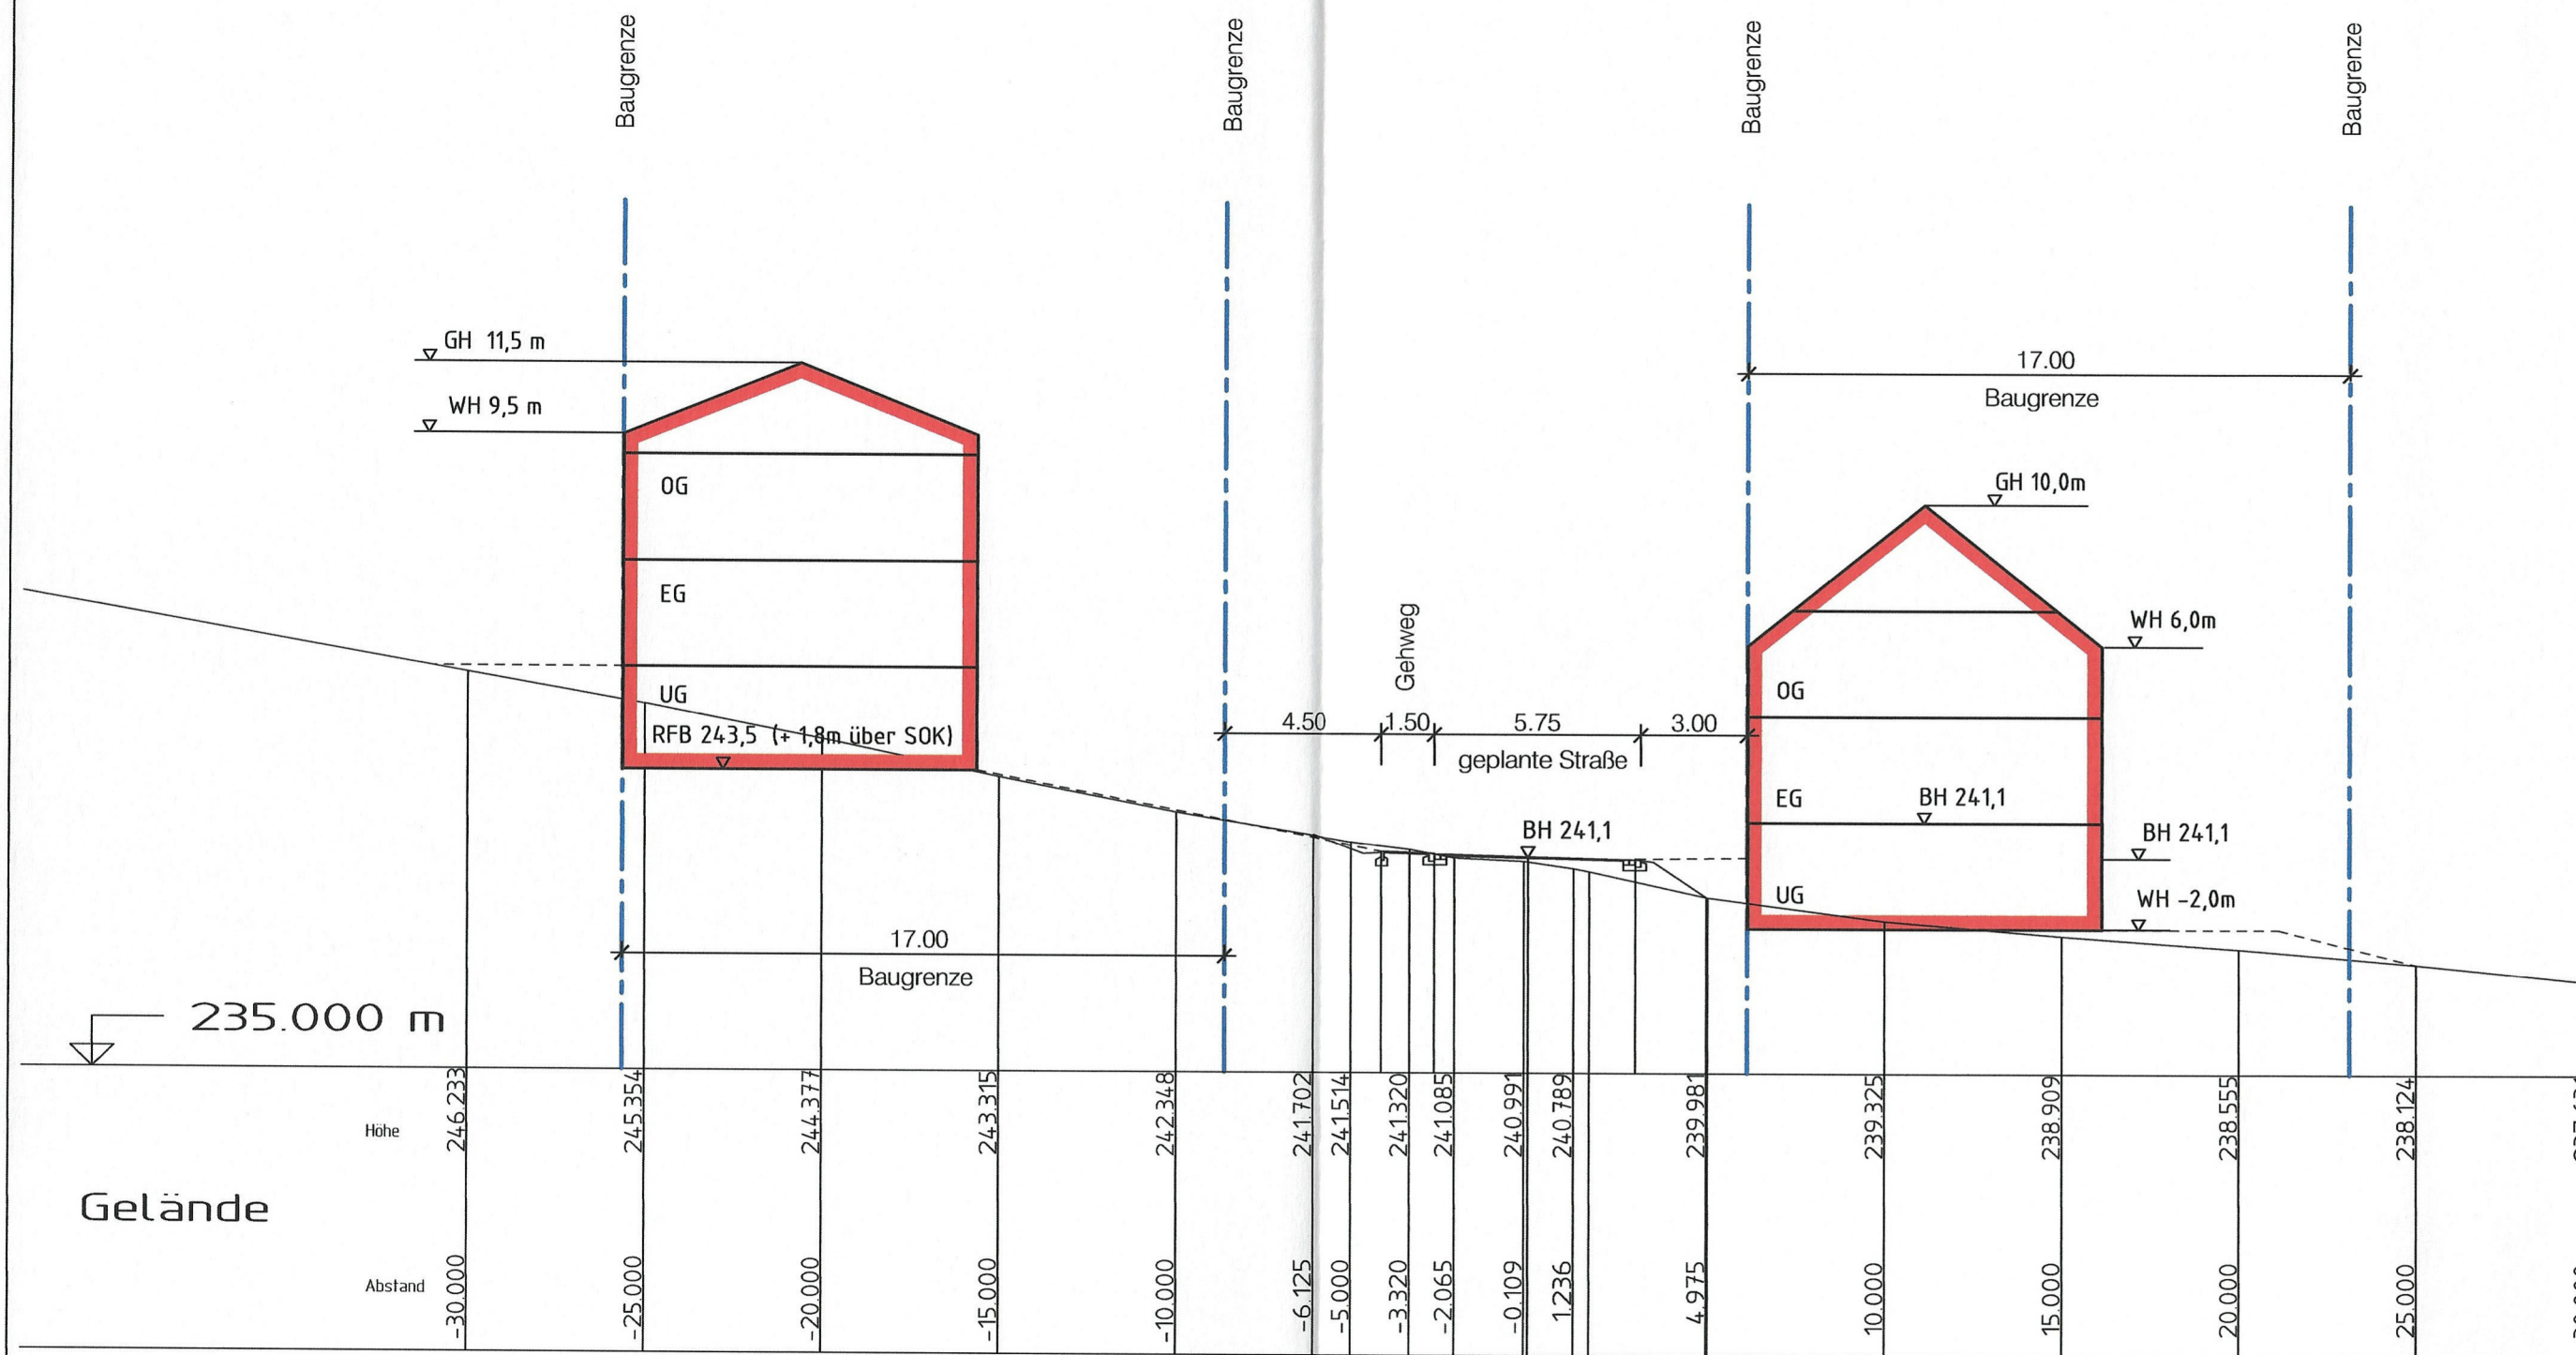 Baugrenze
Baugrenze
Baugrenze
Baugrenze
GH 11,5 m
WH 9,5 m
OG
EG
UG
RFB 243,5 (+ 1,8m über SOK)
17.00
Baugrenze
GH 10,0m
WH 6,0m
OG
EG
BH 241,1
BH 241,1
UG
WH -2,0m
Gehweg
4.50
1.50
5.75
3.00
geplante Straße
BH 241,1
17.00
Baugrenze
235.000 m
Gelände
Höhe
246.233
245.354
244.377
243.315
242.348
241.702
241.514
241.320
241.085
240.991
240.789
239.981
239.325
238.909
238.555
238.124
Abstand
-30.000
-25.000
-20.000
-15.000
-10.000
-6.125
-5.000
-3.320
-2.065
-0.109
1.236
4.975
10.000
15.000
20.000
25.000